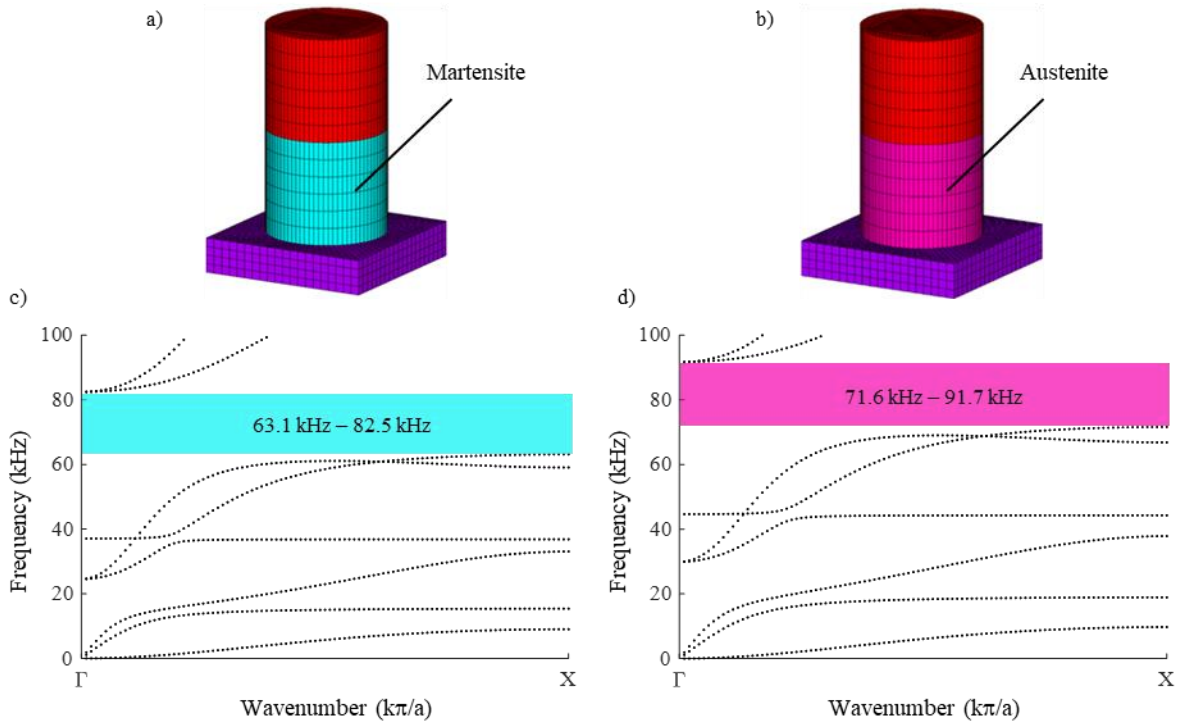 a)
Martensite
b)
Austenite
c)
100
80
60
40
20
0
Frequency (kHz)
63.1 kHz – 82.5 kHz
Γ
X
Wavenumber (kπ/a)
d)
100
80
60
40
20
0
Frequency (kHz)
71.6 kHz – 91.7 kHz
Γ
X
Wavenumber (kπ/a)